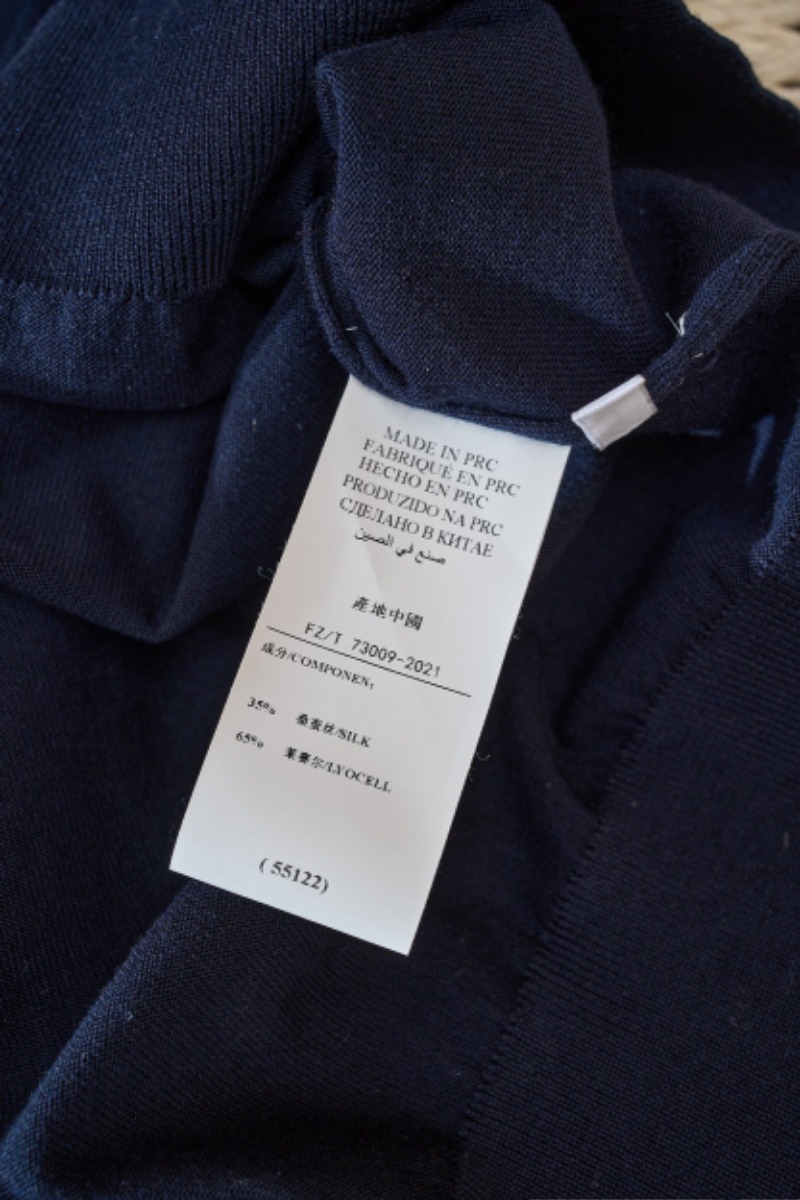 MADE IN PRC
FABRIQUÉ EN PRC
HECHO EN PRC
PRODUZIDO NA PRC
СДЕЛАНО В КИТАЕ
صنع في الصين
產地中國
FZ/T 73009-2021
成分/COMPONEN:
35% 桑蚕丝/SILK
65% 莱赛尔/LYOCELL
( 55122)